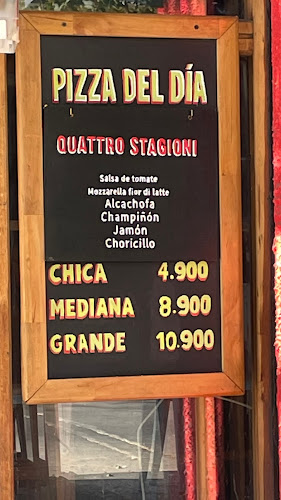 PIZZA DEL DÍA
QUATTRO STAGIONI
Salsa de tomate
Mozzarella fior di latte
Alcachofa
Champiñón
Jamón
Choricillo
CHICA 4.900
MEDIANA 8.900
GRANDE 10.900